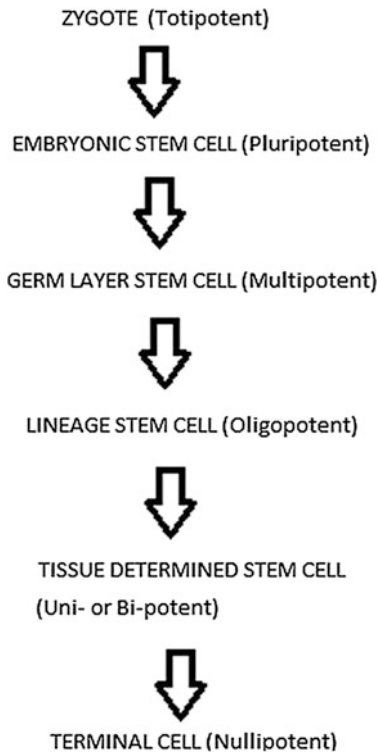 ZYGOTE (Totipotent)
EMBRYONIC STEM CELL (Pluripotent)
GERM LAYER STEM CELL (Multipotent)
LINEAGE STEM CELL (Oligopotent)
TISSUE DETERMINED STEM CELL
(Uni- or Bi-potent)
TERMINAL CELL (Nullipotent)